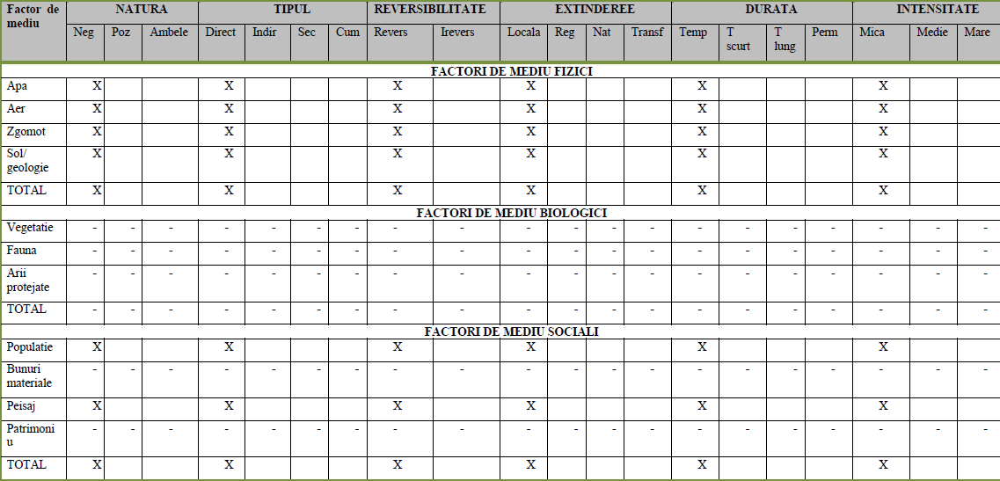 Factor de mediu NATURA TIPUL REVERSIBILITATE EXTINDEREE DURATA INTENSITATE
Neg Poz Ambele Direct Indir Sec Cum Revers Irevers Locala Reg Nat Transf Temp T scurt T lung Perm Mica Medie Mare
FACTORI DE MEDIU FIZICI
Apa X X X X X X
Aer X X X X X X
Zgomot X X X X X X
Sol/ geologie X X X X X X
TOTAL X X X X X X
FACTORI DE MEDIU BIOLOGICI
Vegetatie - - - - - - - - - - - - - - - - - - - -
Fauna - - - - - - - - - - - - - - - - - - - -
Arii protejate - - - - - - - - - - - - - - - - - - - -
TOTAL - - - - - - - - - - - - - - - - - - - -
FACTORI DE MEDIU SOCIALI
Populatie X X X X X X
Bunuri materiale - - - - - - - - - - - - - - - - - - - -
Peisaj X X X X X X
Patrimoni u - - - - - - - - - - - - - - - - - - - -
TOTAL X X X X X X